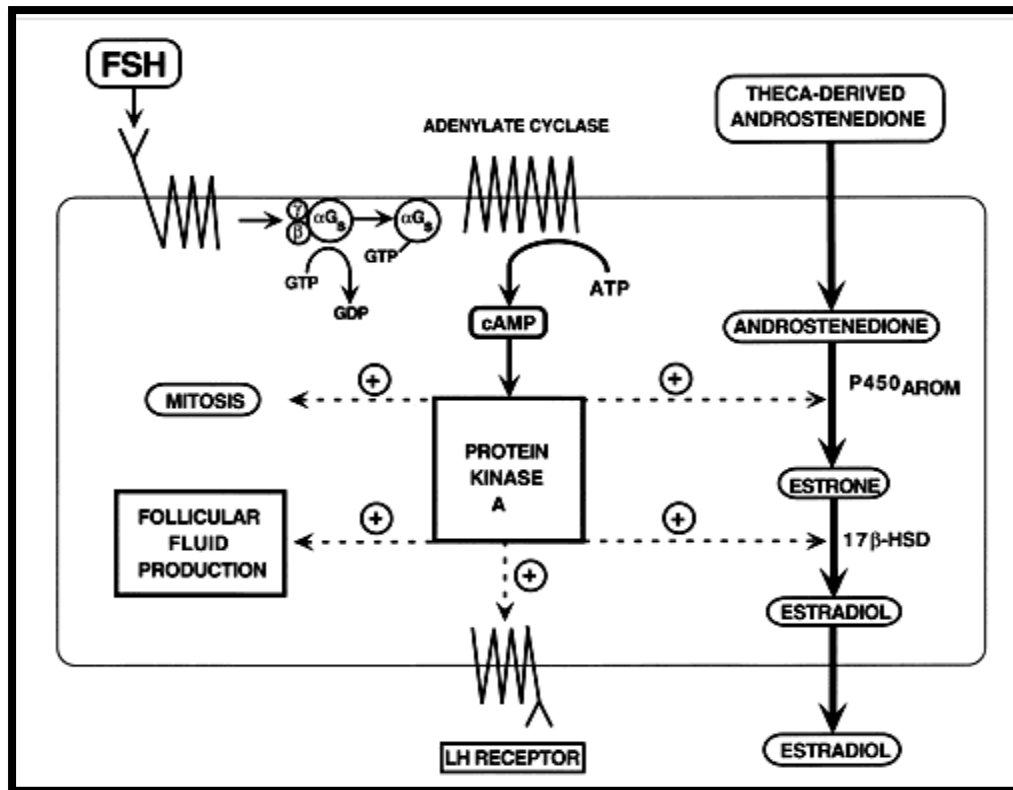 FSH
THECA-DERIVED
ANDROSTENEDIONE
ADENYLATE CYCLASE
γ
β
αGs
αGs
GTP
GTP
GDP
ATP
cAMP
ANDROSTENEDIONE
P450AROM
+
+
MITOSIS
PROTEIN
KINASE
A
ESTRONE
FOLLICULAR
FLUID
PRODUCTION
+
+
17β-HSD
+
ESTRADIOL
LH RECEPTOR
ESTRADIOL